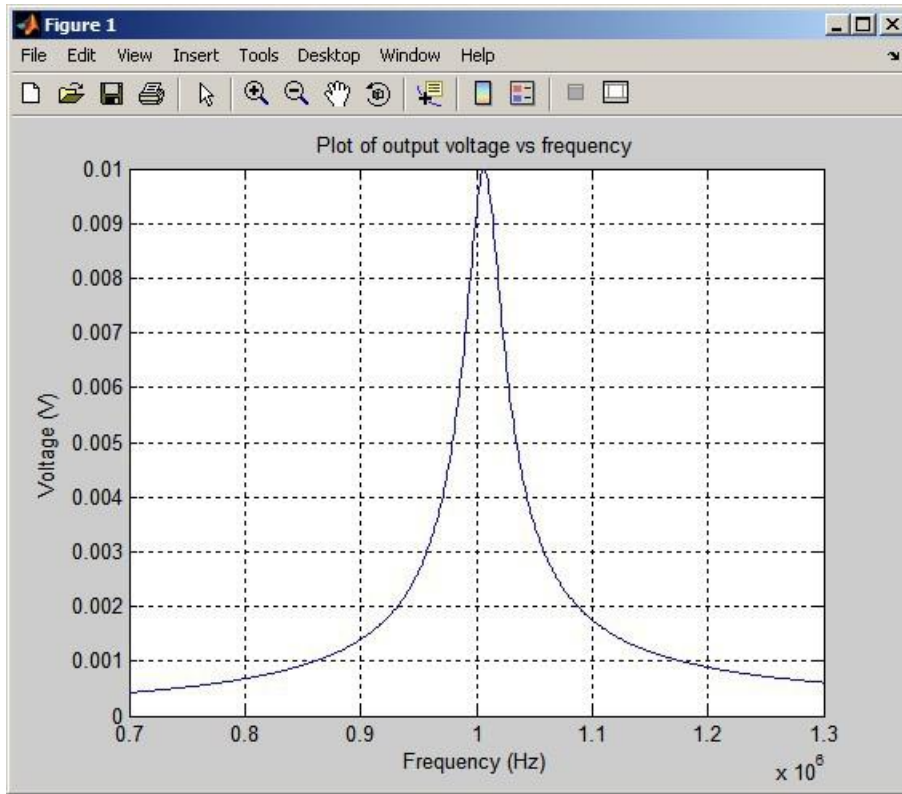 Figure 1
File Edit View Insert Tools Desktop Window Help
Plot of output voltage vs frequency
0.01
0.009
0.008
0.007
0.006
0.005
0.004
0.003
0.002
0.001
0
Voltage (V)
0.7 0.8 0.9 1 1.1 1.2 1.3
Frequency (Hz)
x 10⁶